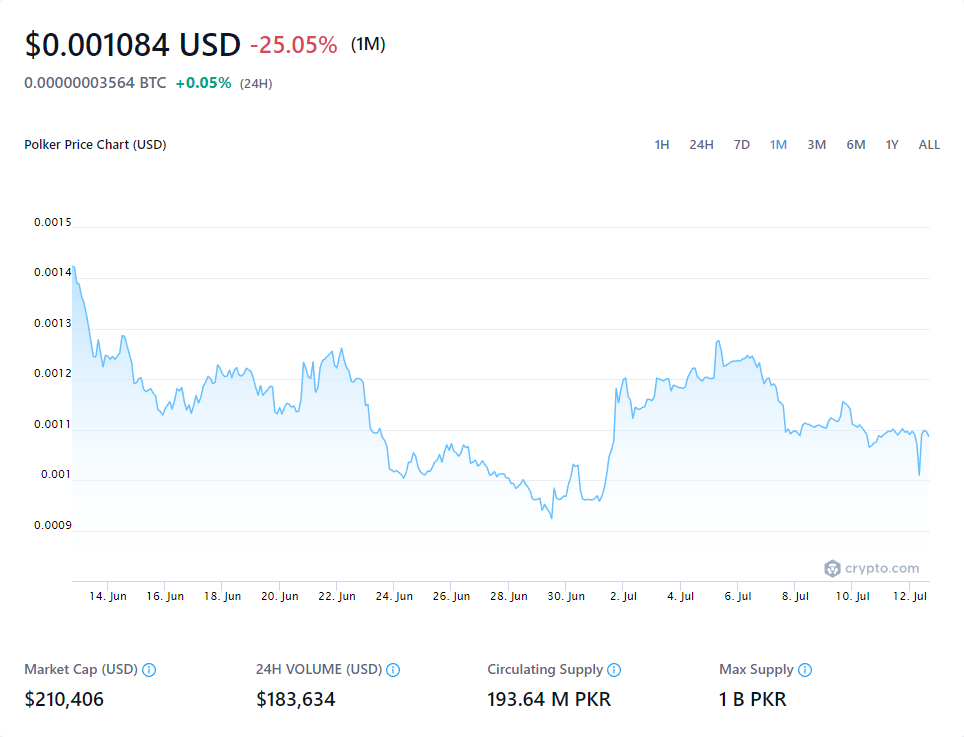 $0.001084 USD -25.05% (1M)
0.00000003564 BTC +0.05% (24H)
Polker Price Chart (USD) 1H 24H 7D 1M 3M 6M 1Y ALL
0.0015
0.0014
0.0013
0.0012
0.0011
0.001
0.0009
crypto.com
14. Jun 16. Jun 18. Jun 20. Jun 22. Jun 24. Jun 26. Jun 28. Jun 30. Jun 2. Jul 4. Jul 6. Jul 8. Jul 10. Jul 12. Jul
Market Cap (USD) 24H VOLUME (USD) Circulating Supply Max Supply
$210,406 $183,634 193.64 M PKR 1 B PKR